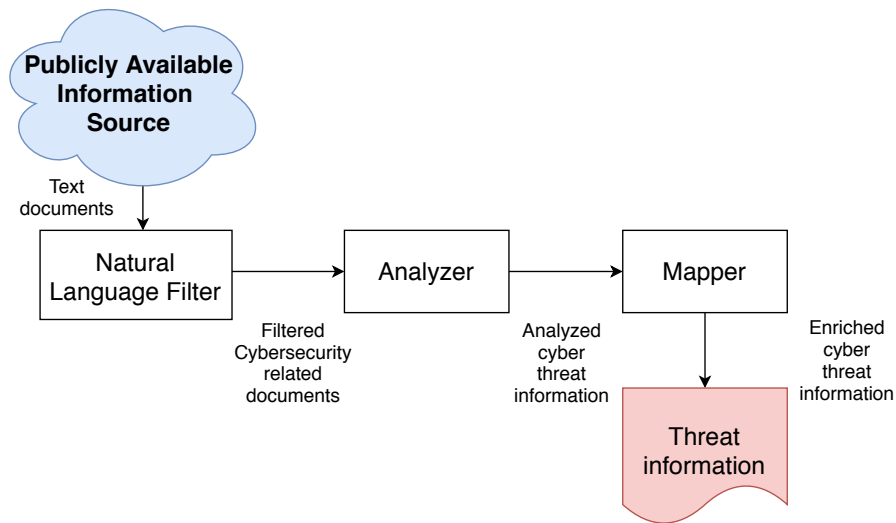 Publicly Available
Information
Source
Text
documents
Natural
Language Filter
Analyzer
Mapper
Filtered
Cybersecurity
related
documents
Analyzed
cyber
threat
information
Enriched
cyber
threat
information
Threat
information